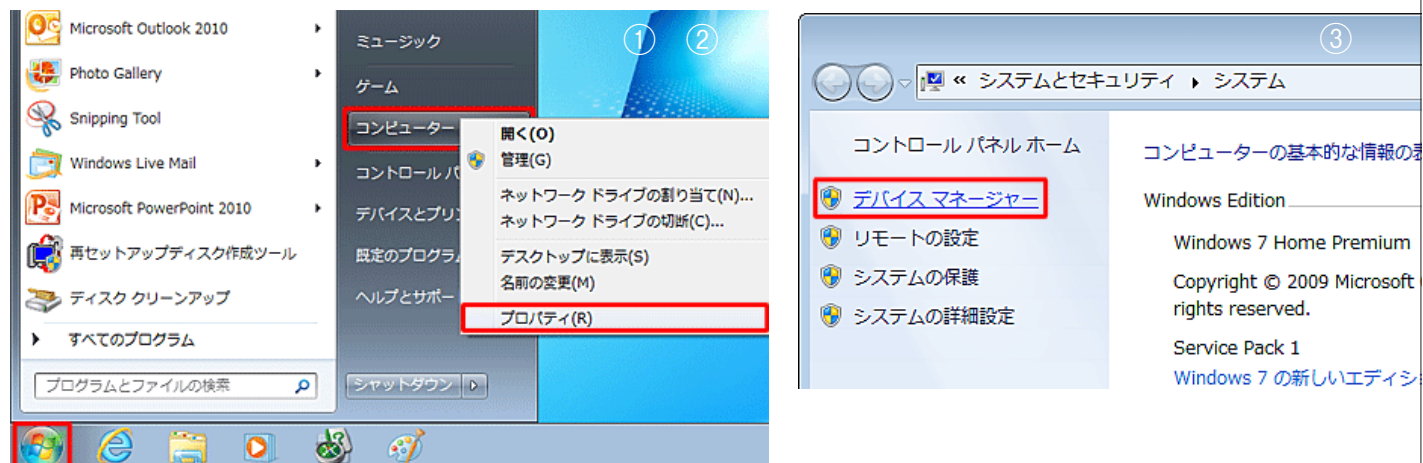 Microsoft Outlook 2010
Photo Gallery
Snipping Tool
Windows Live Mail
Microsoft PowerPoint 2010
再セットアップディスク作成ツール
ディスク クリーンアップ
すべてのプログラム
プログラムとファイルの検索
ミュージック
ゲーム
コンピューター
コントロール パ
デバイスとプリ
既定のプログラ
ヘルプとサポー
シャットダウン
① ②
開く(O)
管理(G)
ネットワーク ドライブの割り当て(N)...
ネットワーク ドライブの切断(C)...
デスクトップに表示(S)
名前の変更(M)
プロパティ(R)
③
« システムとセキュリティ ▸ システム
コントロール パネル ホーム
デバイス マネージャー
リモートの設定
システムの保護
システムの詳細設定
コンピューターの基本的な情報の
Windows Edition
Windows 7 Home Premium
Copyright © 2009 Microsoft
rights reserved.
Service Pack 1
Windows 7 の新しいエディシ